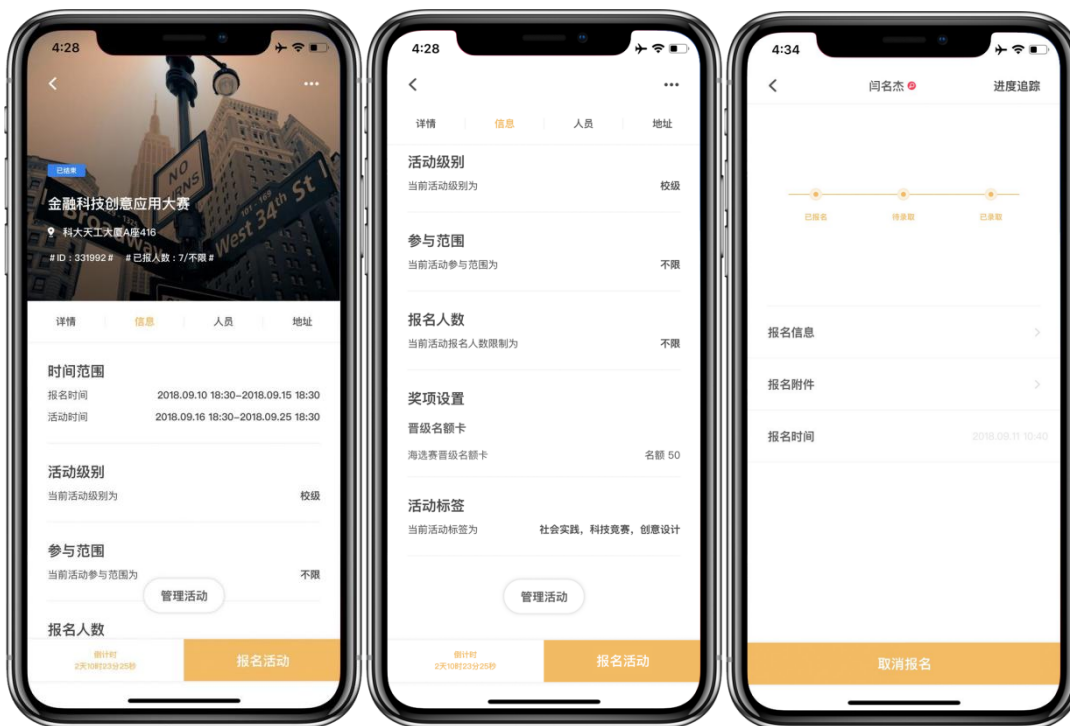 4:28
已结束
NO
TURNS
金融科技创意应用大赛
Broadway
101 - 169
West 34th St
科大天工大厦A座416
#ID：331992# #已报人数：7/不限#
详情 信息 人员 地址
时间范围
报名时间 2018.09.10 18:30-2018.09.15 18:30
活动时间 2018.09.16 18:30-2018.09.25 18:30
活动级别
当前活动级别为 校级
参与范围
当前活动参与范围为 不限
管理活动
报名人数
倒计时
2天10时23分25秒
报名活动
4:28
详情 信息 人员 地址
活动级别
当前活动级别为 校级
参与范围
当前活动参与范围为 不限
报名人数
当前活动报名人数限制为 不限
奖项设置
晋级名额卡
海选赛晋级名额卡 名额 50
活动标签
当前活动标签为 社会实践，科技竞赛，创意设计
管理活动
倒计时
2天10时23分25秒
报名活动
4:34
闫名杰 进度追踪
已报名 待录取 已录取
报名信息
报名附件
报名时间 2018.09.11 10:40
取消报名